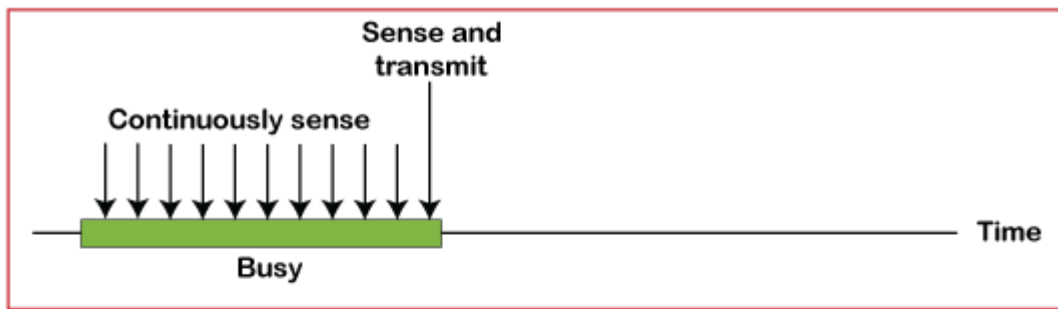 Sense and
transmit
Continuously sense
Time
Busy